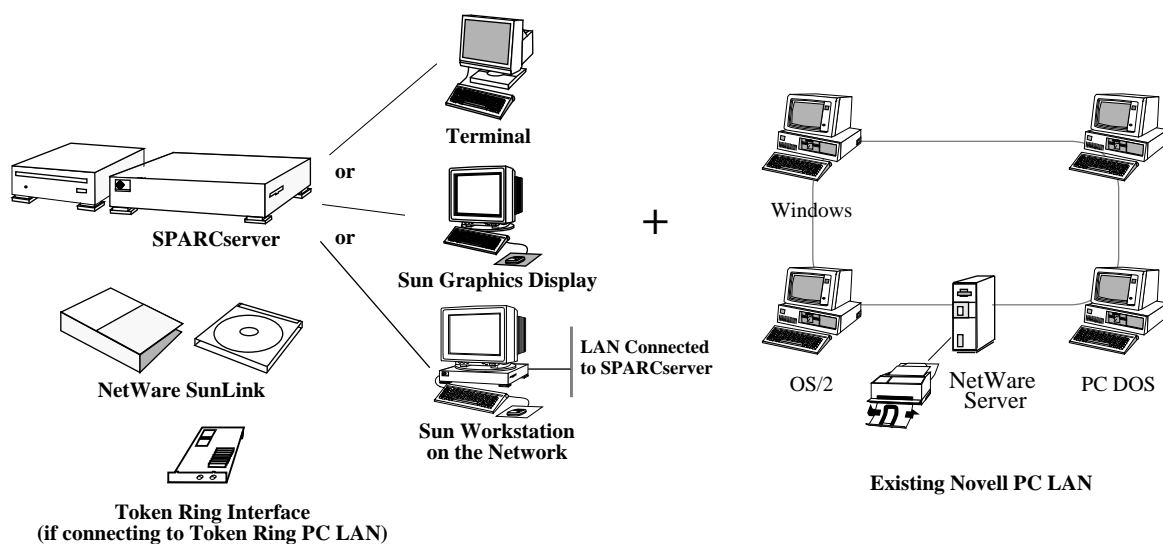 Terminal
or
SPARCserver
or
Sun Graphics Display
+
NetWare SunLink
LAN Connected
to SPARCserver
Sun Workstation
on the Network
Token Ring Interface
(if connecting to Token Ring PC LAN)
Windows
OS/2
NetWare
Server
PC DOS
Existing Novell PC LAN